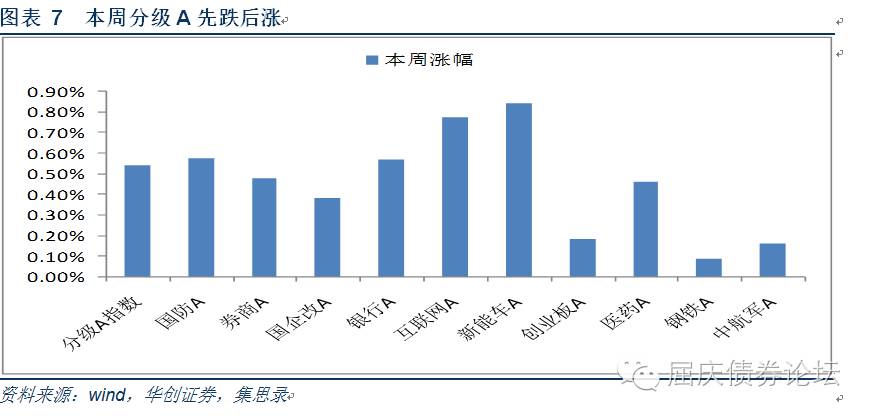 图表 7 本周分级 A 先跌后涨
本周涨幅
0.90%
0.80%
0.70%
0.60%
0.50%
0.40%
0.30%
0.20%
0.10%
0.00%
分级A指数
国防A
券商A
国企改A
银行A
互联网A
新能车A
创业板A
医药A
钢铁A
中航军A
屈庆债券论坛
资料来源：wind，华创证券，集思录